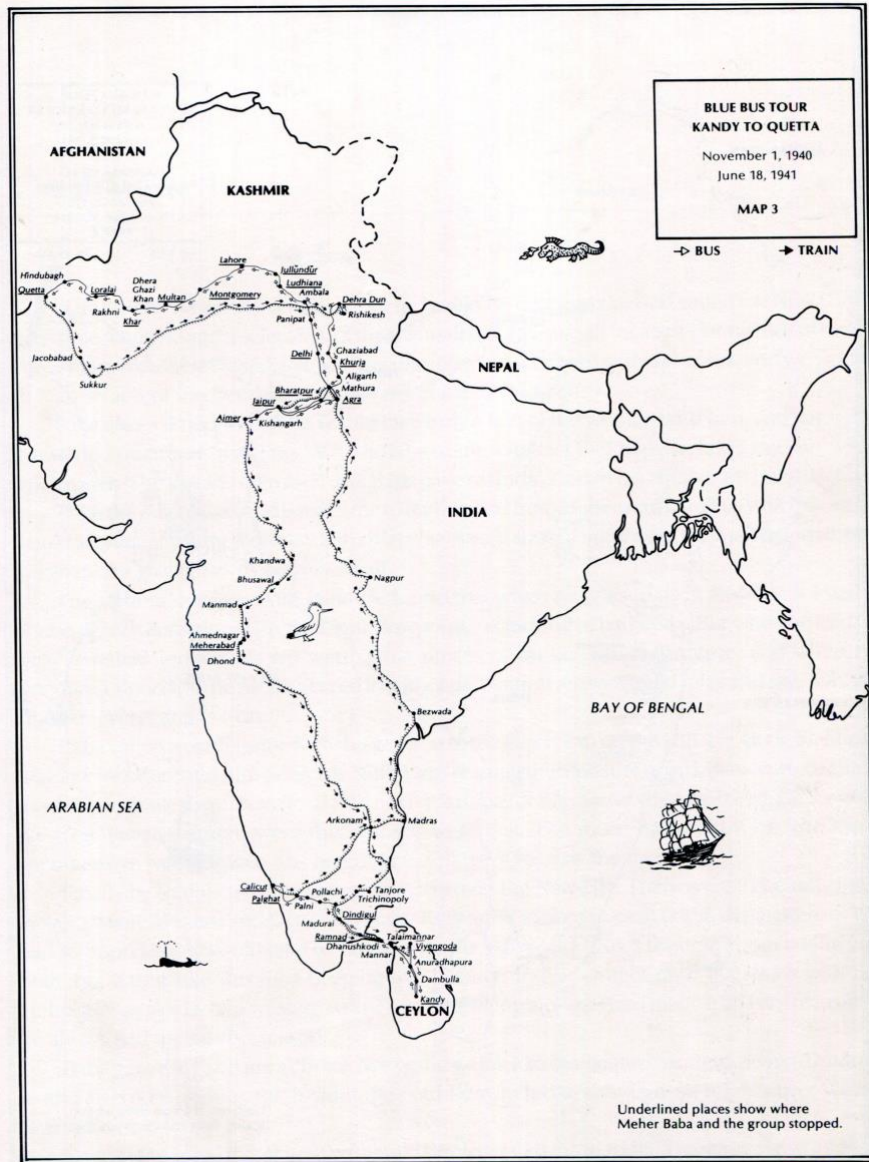 BLUE BUS TOUR
KANDY TO QUETTA
November 1, 1940
June 18, 1941
MAP 3
BUS
TRAIN
AFGHANISTAN
KASHMIR
Lahore
Jullundur
Ludhiana
Ambala
Hindubagh
Quetta
Loralai
Rakhni
Khar
Dhera
Ghazi
Khan
Multan
Montgomery
Dehra Dun
Rishikesh
Panipat
Jacobabad
Sukkur
Delhi
Ghaziabad
Khurja
Aligarth
Mathura
Agra
Bharatpur
Jaipur
Ajmer
Kishangarh
NEPAL
INDIA
Khandwa
Bhusawal
Nagpur
Manmad
Ahmednagar
Meherabad
Dhond
Bezwada
BAY OF BENGAL
ARABIAN SEA
Arkonam
Madras
Calicut
Palghat
Palni
Pollachi
Tanjore
Trichinopoly
Dindigul
Madurai
Ramnad
Dhanushkodi
Talaimannar
Mannar
Viyengoda
Anuradhapura
Dambulla
Kandy
CEYLON
Underlined places show where
Meher Baba and the group stopped.